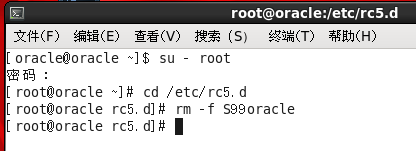 root@oracle:/etc/rc5.d
文件(F) 编辑(E) 查看(V) 搜索 (S) 终端(T) 帮助(H)
[oracle@oracle ~]$ su - root
密码：
[root@oracle ~]# cd /etc/rc5.d
[root@oracle rc5.d]# rm -f S99oracle
[root@oracle rc5.d]#